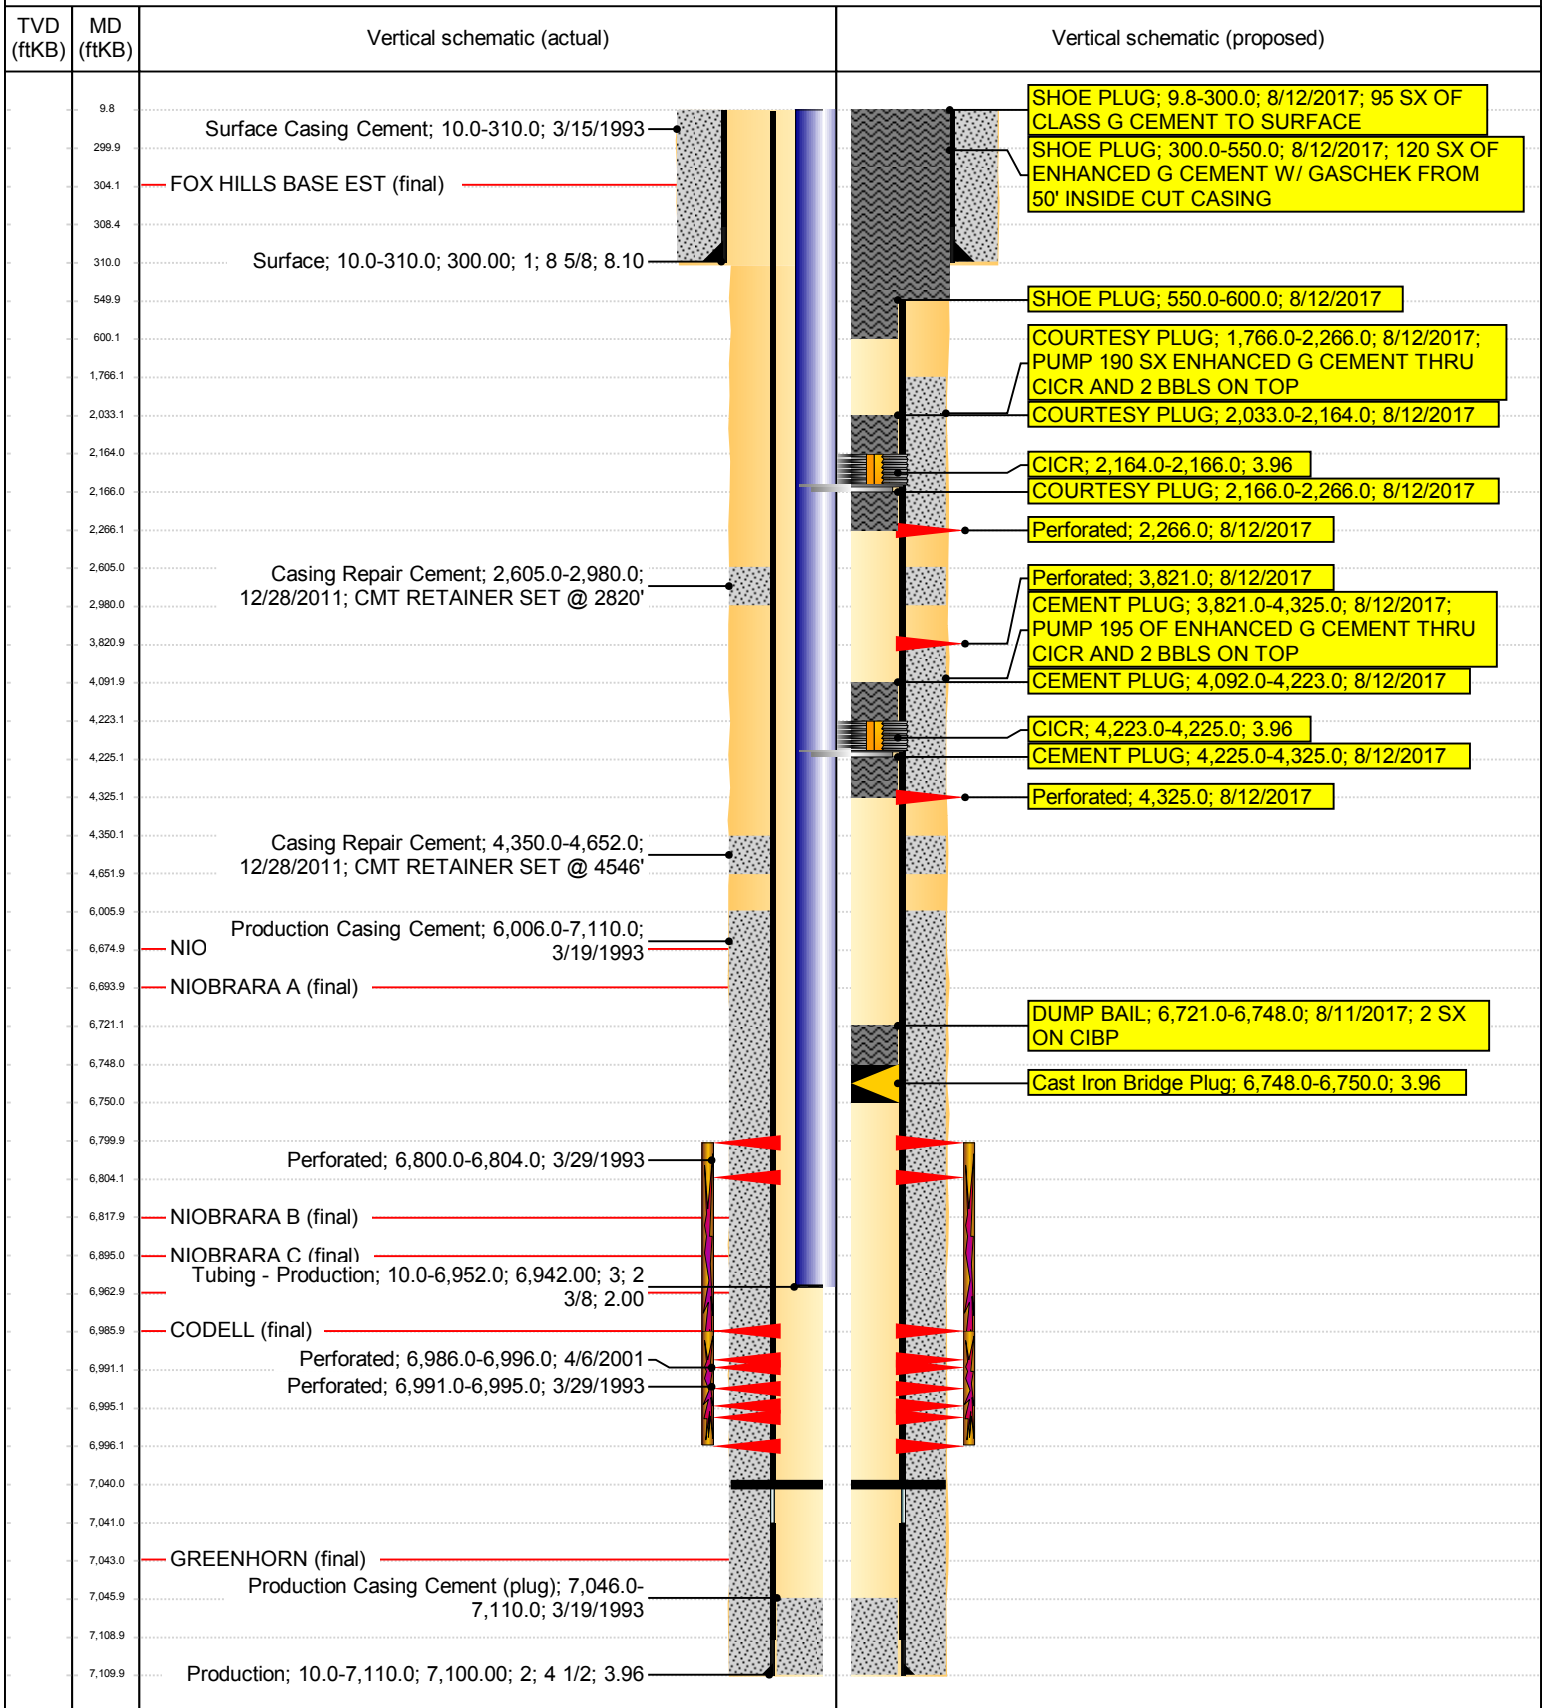 TVD
(ftKB)
MD
(ftKB)
Vertical schematic (actual)
Vertical schematic (proposed)
9.8
299.9
304.1
308.4
310.0
549.9
600.1
1,766.1
2,033.1
2,164.0
2,166.0
2,266.1
2,605.0
2,980.0
3,820.9
4,091.9
4,223.1
4,225.1
4,325.1
4,350.1
4,651.9
6,005.9
6,674.9
6,693.9
6,721.1
6,748.0
6,750.0
6,799.9
6,804.1
6,817.9
6,895.0
6,962.9
6,985.9
6,991.1
6,995.1
6,996.1
7,040.0
7,041.0
7,043.0
7,045.9
7,108.9
7,109.9
Surface Casing Cement; 10.0-310.0; 3/15/1993
FOX HILLS BASE EST (final)
Surface; 10.0-310.0; 300.00; 1; 8 5/8; 8.10
Casing Repair Cement; 2,605.0-2,980.0;
12/28/2011; CMT RETAINER SET @ 2820'
Casing Repair Cement; 4,350.0-4,652.0;
12/28/2011; CMT RETAINER SET @ 4546'
Production Casing Cement; 6,006.0-7,110.0;
3/19/1993
NIO
NIOBRARA A (final)
Perforated; 6,800.0-6,804.0; 3/29/1993
NIOBRARA B (final)
NIOBRARA C (final)
Tubing - Production; 10.0-6,952.0; 6,942.00; 3; 2
3/8; 2.00
CODELL (final)
Perforated; 6,986.0-6,996.0; 4/6/2001
Perforated; 6,991.0-6,995.0; 3/29/1993
GREENHORN (final)
Production Casing Cement (plug); 7,046.0-
7,110.0; 3/19/1993
Production; 10.0-7,110.0; 7,100.00; 2; 4 1/2; 3.96
SHOE PLUG; 9.8-300.0; 8/12/2017; 95 SX OF
CLASS G CEMENT TO SURFACE
SHOE PLUG; 300.0-550.0; 8/12/2017; 120 SX OF
ENHANCED G CEMENT W/ GASCHEK FROM
50' INSIDE CUT CASING
SHOE PLUG; 550.0-600.0; 8/12/2017
COURTESY PLUG; 1,766.0-2,266.0; 8/12/2017;
PUMP 190 SX ENHANCED G CEMENT THRU
CICR AND 2 BBLS ON TOP
COURTESY PLUG; 2,033.0-2,164.0; 8/12/2017
CICR; 2,164.0-2,166.0; 3.96
COURTESY PLUG; 2,166.0-2,266.0; 8/12/2017
Perforated; 2,266.0; 8/12/2017
Perforated; 3,821.0; 8/12/2017
CEMENT PLUG; 3,821.0-4,325.0; 8/12/2017;
PUMP 195 OF ENHANCED G CEMENT THRU
CICR AND 2 BBLS ON TOP
CEMENT PLUG; 4,092.0-4,223.0; 8/12/2017
CICR; 4,223.0-4,225.0; 3.96
CEMENT PLUG; 4,225.0-4,325.0; 8/12/2017
Perforated; 4,325.0; 8/12/2017
DUMP BAIL; 6,721.0-6,748.0; 8/11/2017; 2 SX
ON CIBP
Cast Iron Bridge Plug; 6,748.0-6,750.0; 3.96